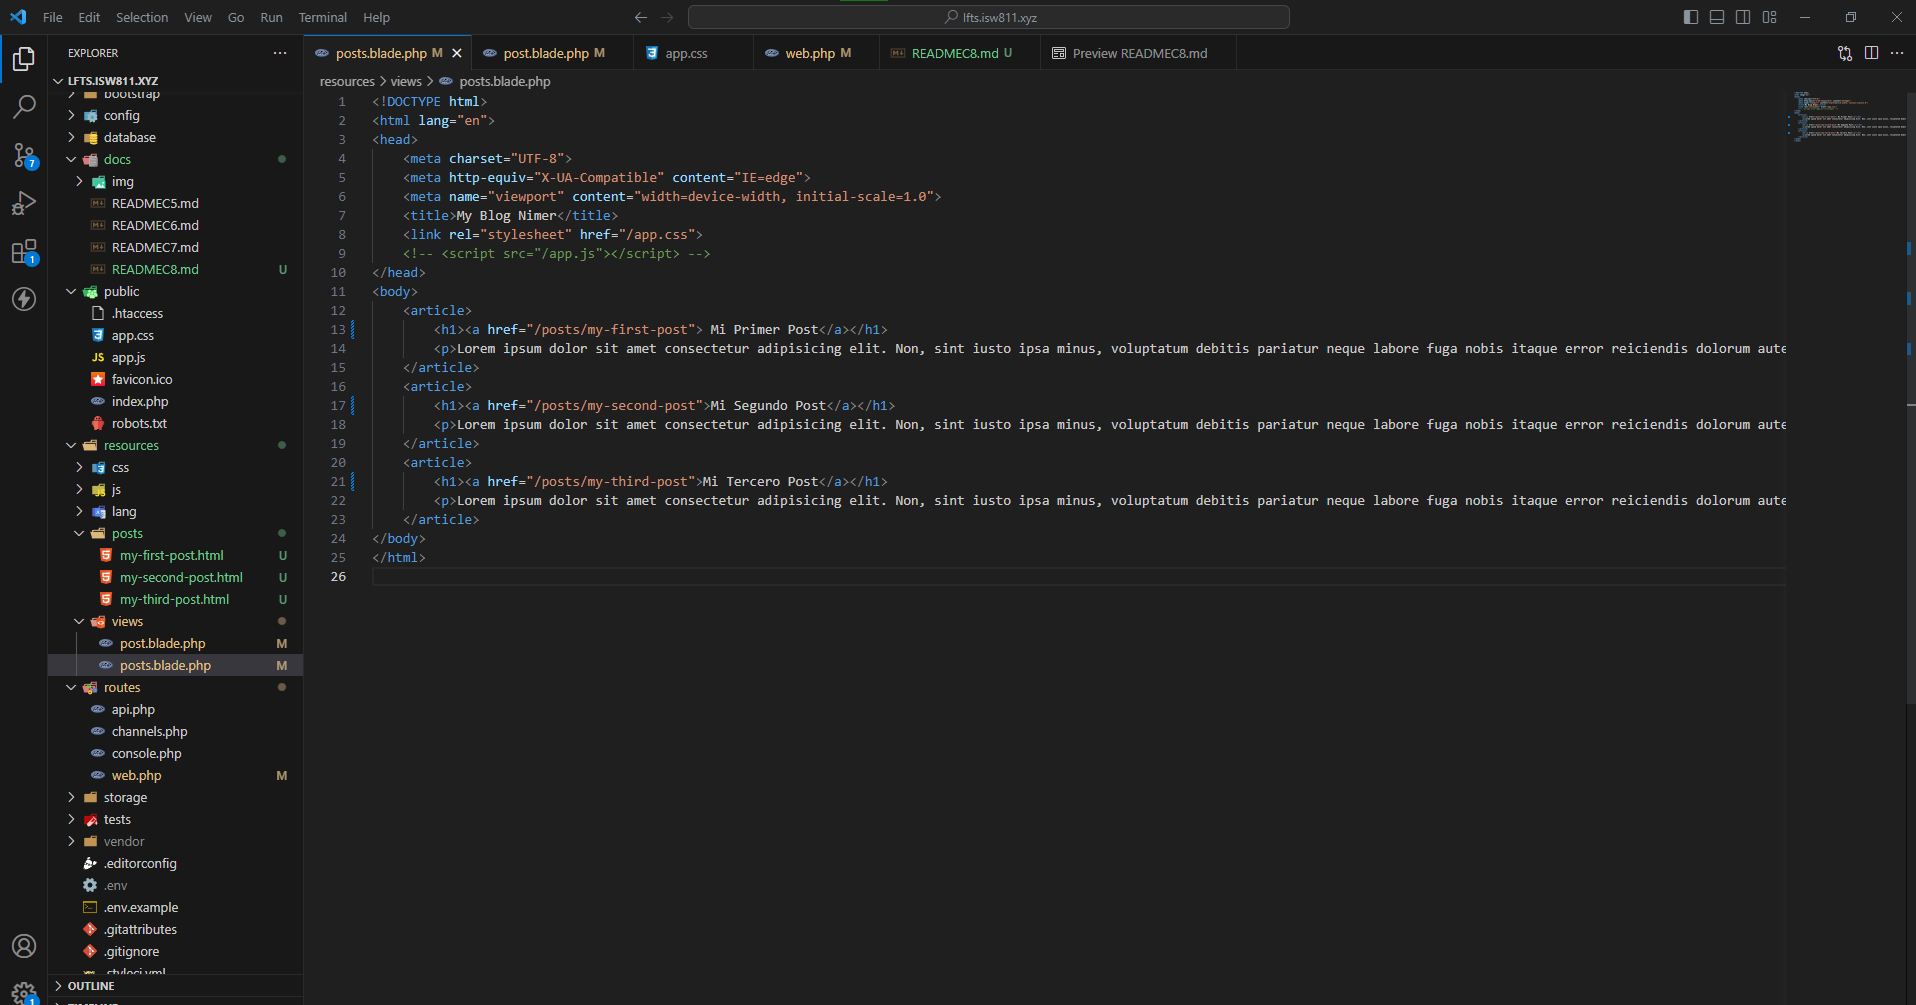 File Edit Selection View Go Run Terminal Help
lfts.isw811.xyz
EXPLORER
LFTS.ISW811.XYZ
bootstrap
config
database
docs
img
READMEC5.md
READMEC6.md
READMEC7.md
READMEC8.md U
public
.htaccess
app.css
JS app.js
favicon.ico
index.php
robots.txt
resources
css
js
lang
posts
my-first-post.html U
my-second-post.html U
my-third-post.html U
views
post.blade.php M
posts.blade.php M
routes
api.php
channels.php
console.php
web.php M
storage
tests
vendor
.editorconfig
.env
.env.example
.gitattributes
.gitignore
.styleci.yml
OUTLINE
7
1
1
posts.blade.php M post.blade.php M app.css web.php M READMEC8.md U Preview READMEC8.md
resources > views > posts.blade.php
1 <!DOCTYPE html>
2 <html lang="en">
3 <head>
4 <meta charset="UTF-8">
5 <meta http-equiv="X-UA-Compatible" content="IE=edge">
6 <meta name="viewport" content="width=device-width, initial-scale=1.0">
7 <title>My Blog Nimer</title>
8 <link rel="stylesheet" href="/app.css">
9 <!-- <script src="/app.js"></script> -->
10 </head>
11 <body>
12 <article>
13 <h1><a href="/posts/my-first-post"> Mi Primer Post</a></h1>
14 <p>Lorem ipsum dolor sit amet consectetur adipisicing elit. Non, sint iusto ipsa minus, voluptatum debitis pariatur neque labore fuga nobis itaque error reiciendis dolorum aute
15 </article>
16 <article>
17 <h1><a href="/posts/my-second-post">Mi Segundo Post</a></h1>
18 <p>Lorem ipsum dolor sit amet consectetur adipisicing elit. Non, sint iusto ipsa minus, voluptatum debitis pariatur neque labore fuga nobis itaque error reiciendis dolorum aute
19 </article>
20 <article>
21 <h1><a href="/posts/my-third-post">Mi Tercero Post</a></h1>
22 <p>Lorem ipsum dolor sit amet consectetur adipisicing elit. Non, sint iusto ipsa minus, voluptatum debitis pariatur neque labore fuga nobis itaque error reiciendis dolorum aute
23 </article>
24 </body>
25 </html>
26